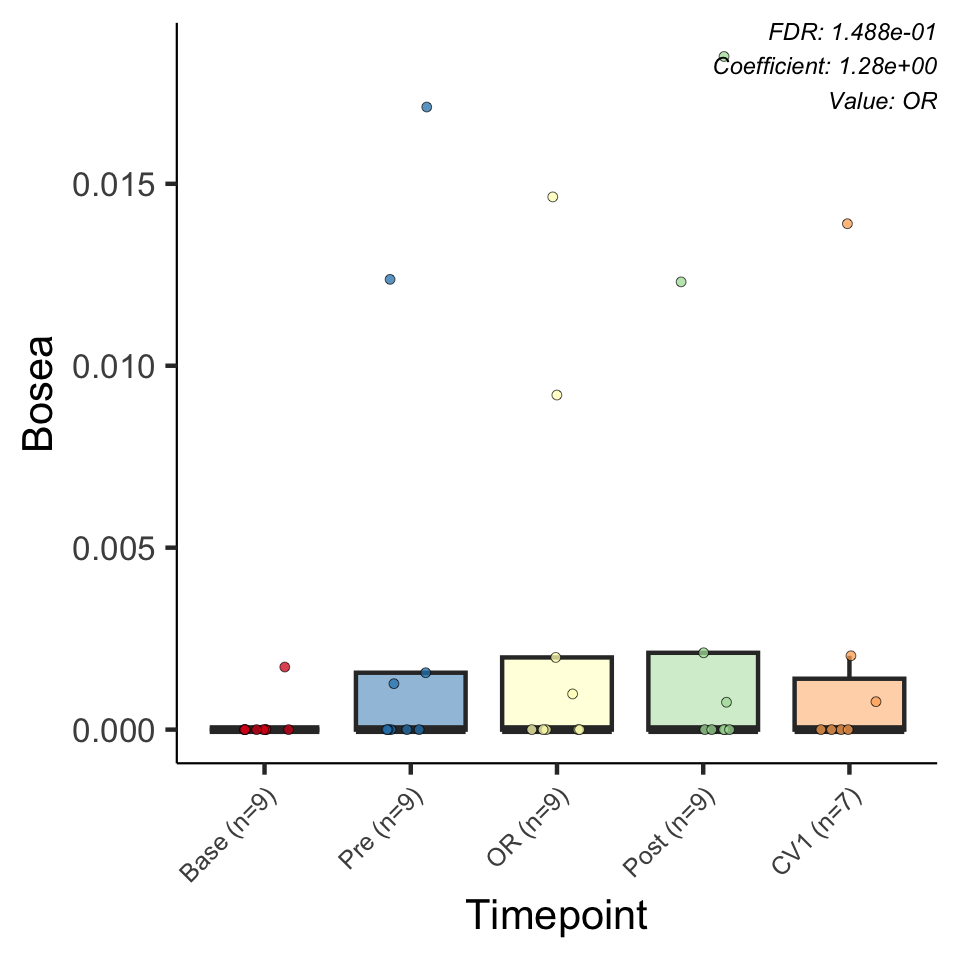 FDR: 1.488e-01
Coefficient: 1.28e+00
Value: OR
Bosea
0.015
0.010
0.005
0.000
Base (n=9)
Pre (n=9)
OR (n=9)
Post (n=9)
CV1 (n=7)
Timepoint